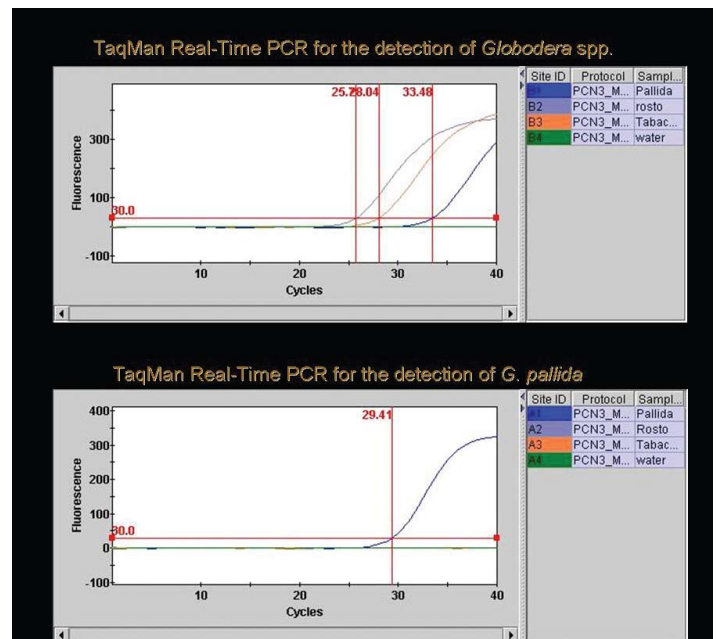 TaqMan Real-Time PCR for the detection of Globodera spp.
Site ID Protocol Sampl...
B1 PCN3_M... Pallida
B2 PCN3_M... rosto
B3 PCN3_M... Tabac...
B4 PCN3_M... water
28.04 33.48
300
100
30.0
-100
Fluorescence
10 20 30 40
Cycles
TaqMan Real-Time PCR for the detection of G. pallida
Site ID Protocol Sampl...
A1 PCN3_M... Pallida
A2 PCN3_M... Rosto
A3 PCN3_M... Tabac...
A4 PCN3_M... water
29.41
400
300
200
100
30.0
0
-100
Fluorescence
10 20 30 40
Cycles